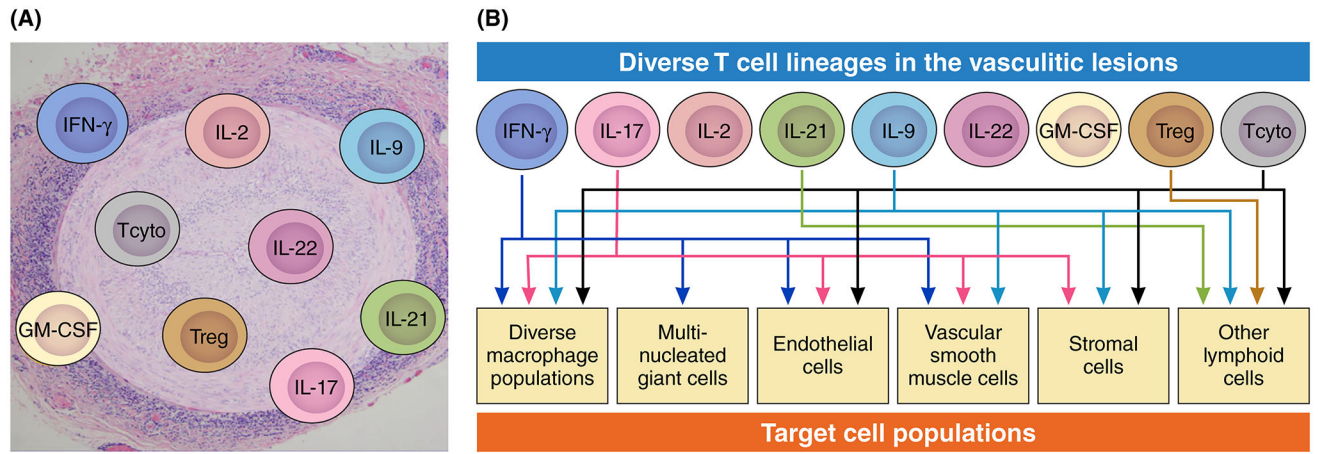 (A)
IFN-γ
IL-2
IL-9
Tcyto
IL-22
GM-CSF
Treg
IL-21
IL-17
(B)
Diverse T cell lineages in the vasculitic lesions
IFN-γ
IL-17
IL-2
IL-21
IL-9
IL-22
GM-CSF
Treg
Tcyto
Diverse
macrophage
populations
Multi-
nucleated
giant cells
Endothelial
cells
Vascular
smooth
muscle cells
Stromal
cells
Other
lymphoid
cells
Target cell populations